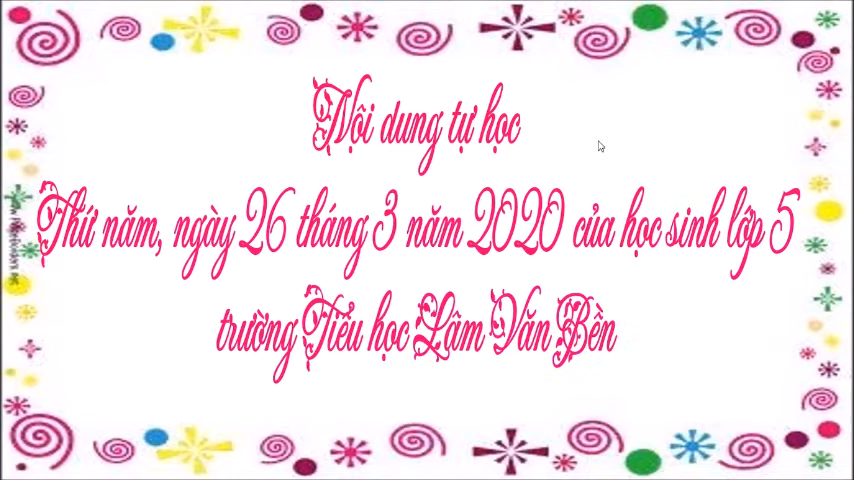 Nội dung tự học
Thứ năm, ngày 26 tháng 3 năm 2020 của học sinh lớp 5
trường Tiểu học Lâm Văn Bền